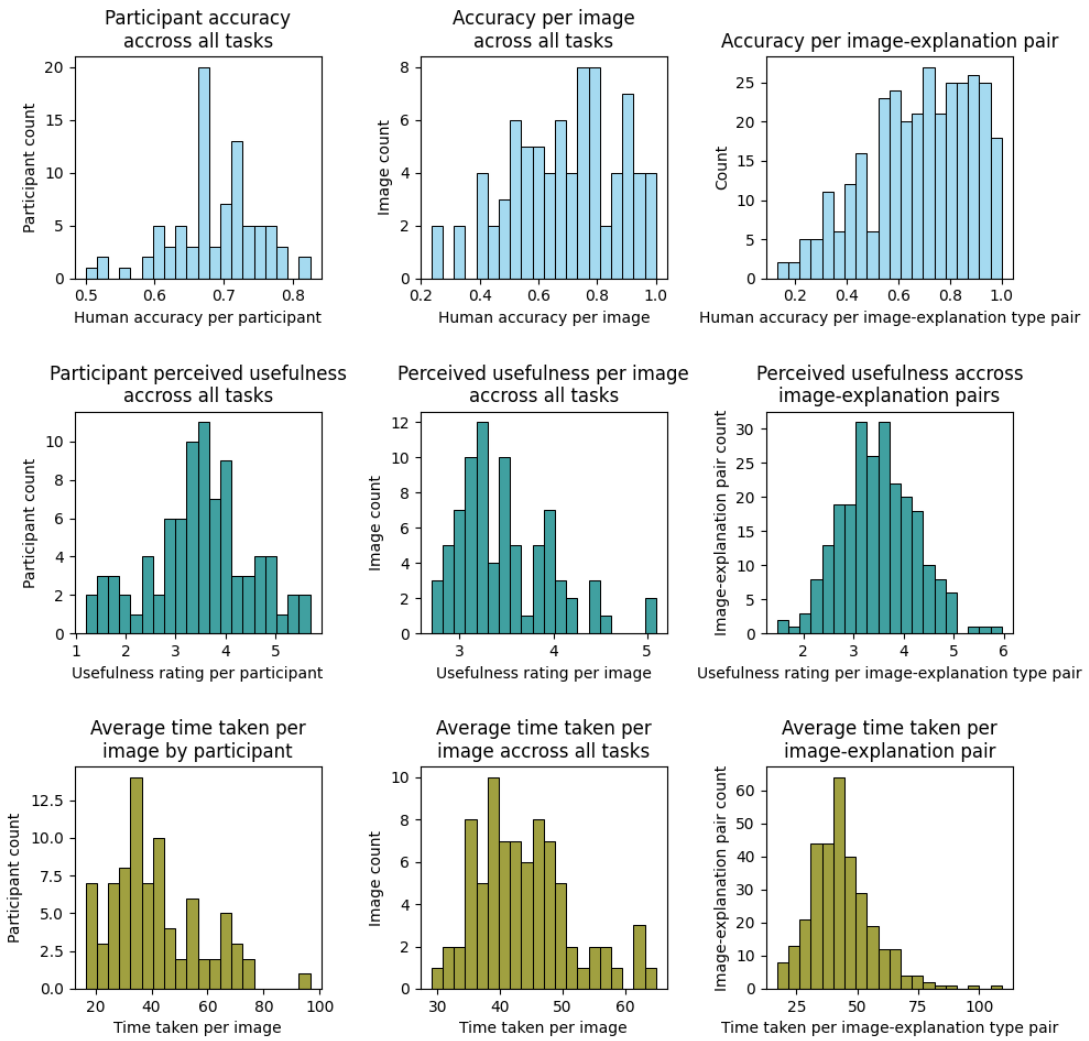 Participant accuracy
accross all tasks
Participant count
20
15
10
5
0
0.5 0.6 0.7 0.8
Human accuracy per participant
Accuracy per image
across all tasks
Image count
8
6
4
2
0
0.2 0.4 0.6 0.8 1.0
Human accuracy per image
Accuracy per image-explanation pair
Count
25
20
15
10
5
0
0.2 0.4 0.6 0.8 1.0
Human accuracy per image-explanation type pair
Participant perceived usefulness
accross all tasks
Participant count
10
8
6
4
2
0
1 2 3 4 5
Usefulness rating per participant
Perceived usefulness per image
accross all tasks
Image count
12
10
8
6
4
2
0
3 4 5
Usefulness rating per image
Perceived usefulness accross
image-explanation pairs
Image-explanation pair count
30
25
20
15
10
5
0
2 3 4 5 6
Usefulness rating per image-explanation type pair
Average time taken per
image by participant
Participant count
12.5
10.0
7.5
5.0
2.5
0.0
20 40 60 80 100
Time taken per image
Average time taken per
image accross all tasks
Image count
10
8
6
4
2
0
30 40 50 60
Time taken per image
Average time taken per
image-explanation pair
Image-explanation pair count
60
50
40
30
20
10
0
25 50 75 100
Time taken per image-explanation type pair